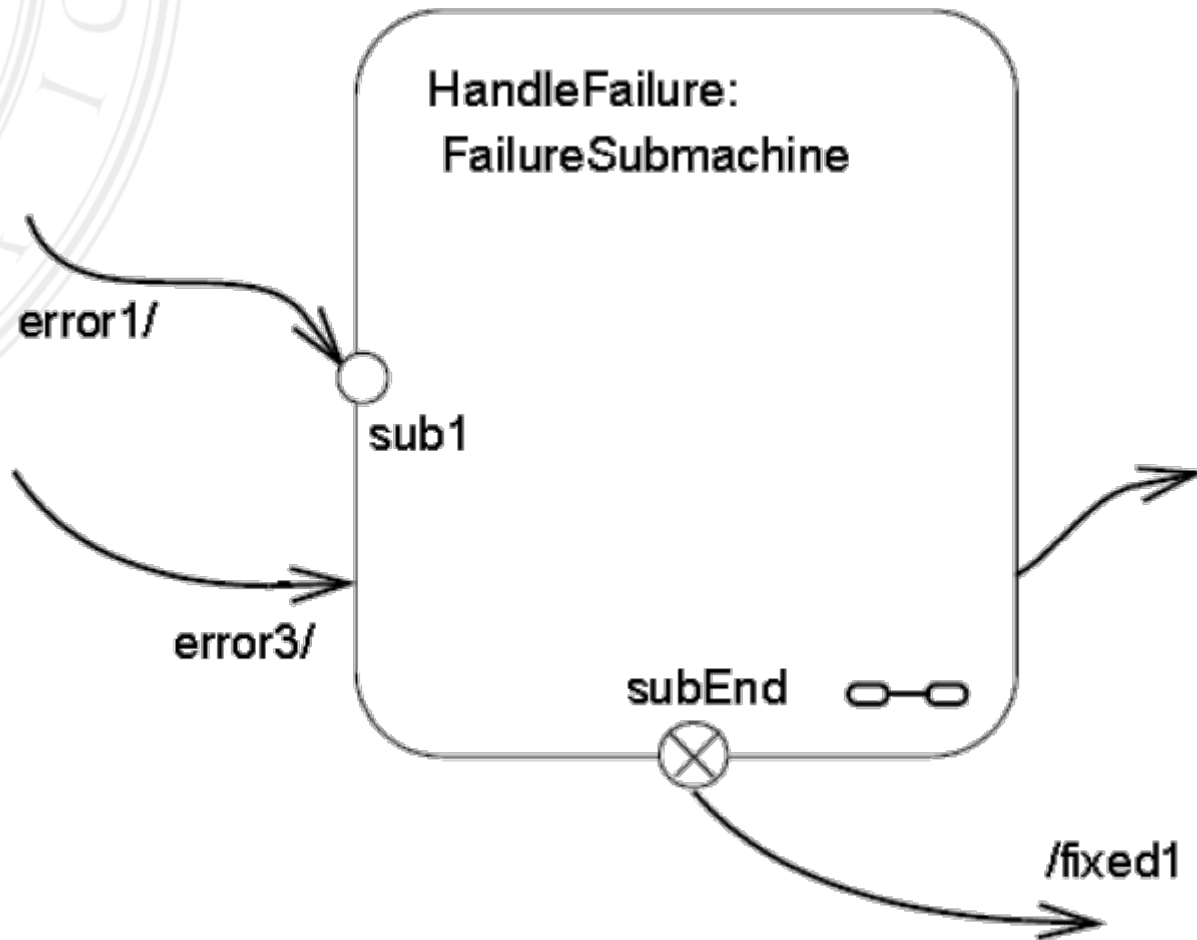 HandleFailure:
FailureSubmachine
error1/
sub1
error3/
subEnd
/fixed1